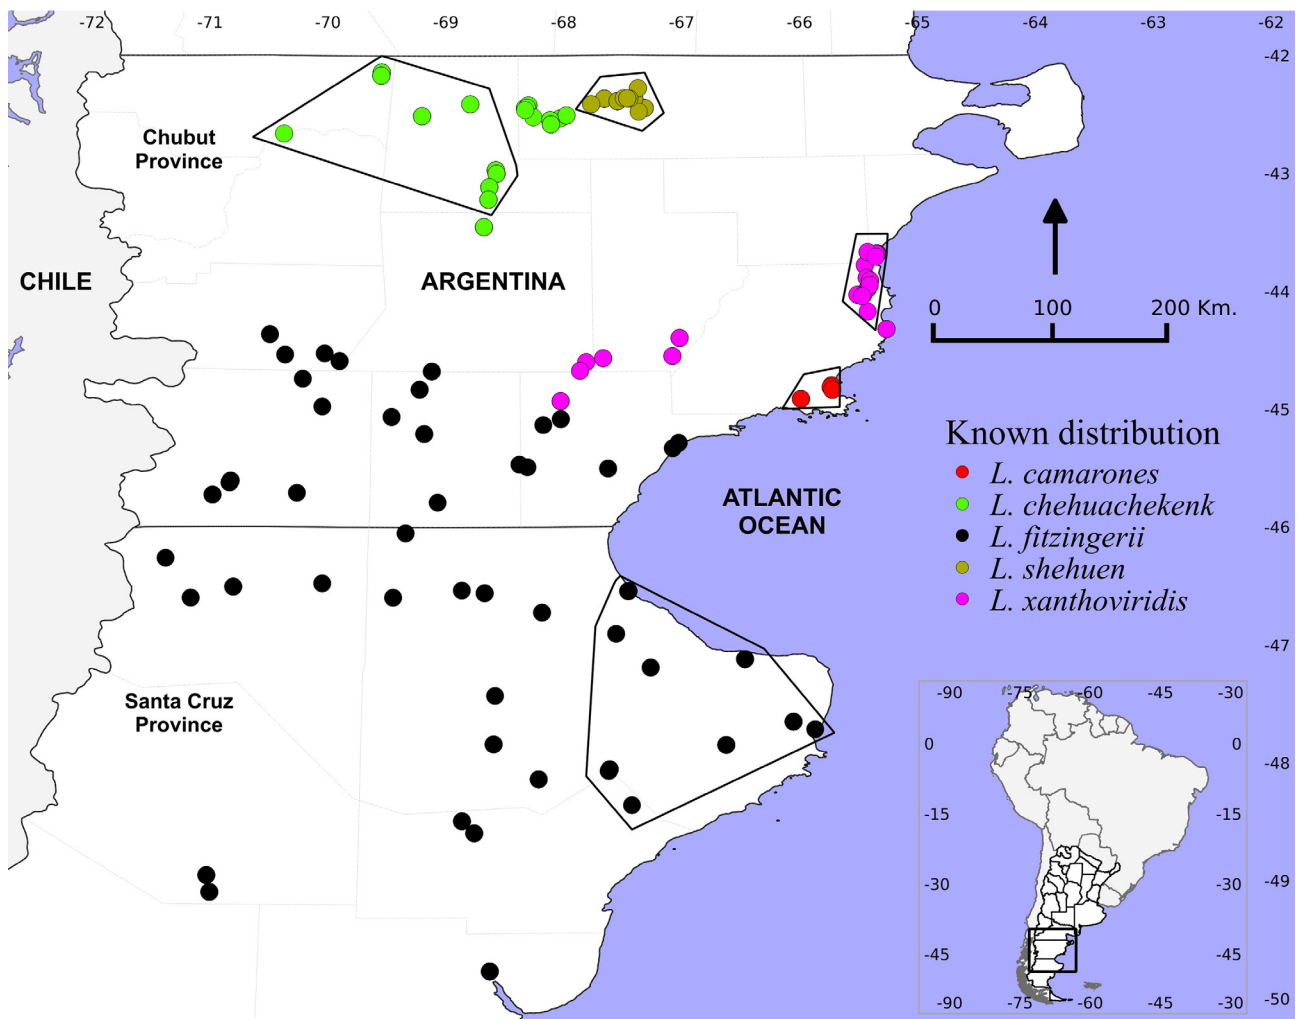 -72 -71 -70 -69 -68 -67 -66 -65 -64 -63 -62
-42
Chubut
Province
-43
CHILE
ARGENTINA
-44
0 100 200 Km.
-45
Known distribution
L. camarones
L. chehuachekenk
L. fitzingerii
L. shehuen
L. xanthoviridis
ATLANTIC
OCEAN
-46
-47
Santa Cruz
Province
-90 -75 -60 -45 -30
0 0
-48
-15 -15
-49
-30 -30
-45 -45
-90 -75 -60 -45 -30
-50